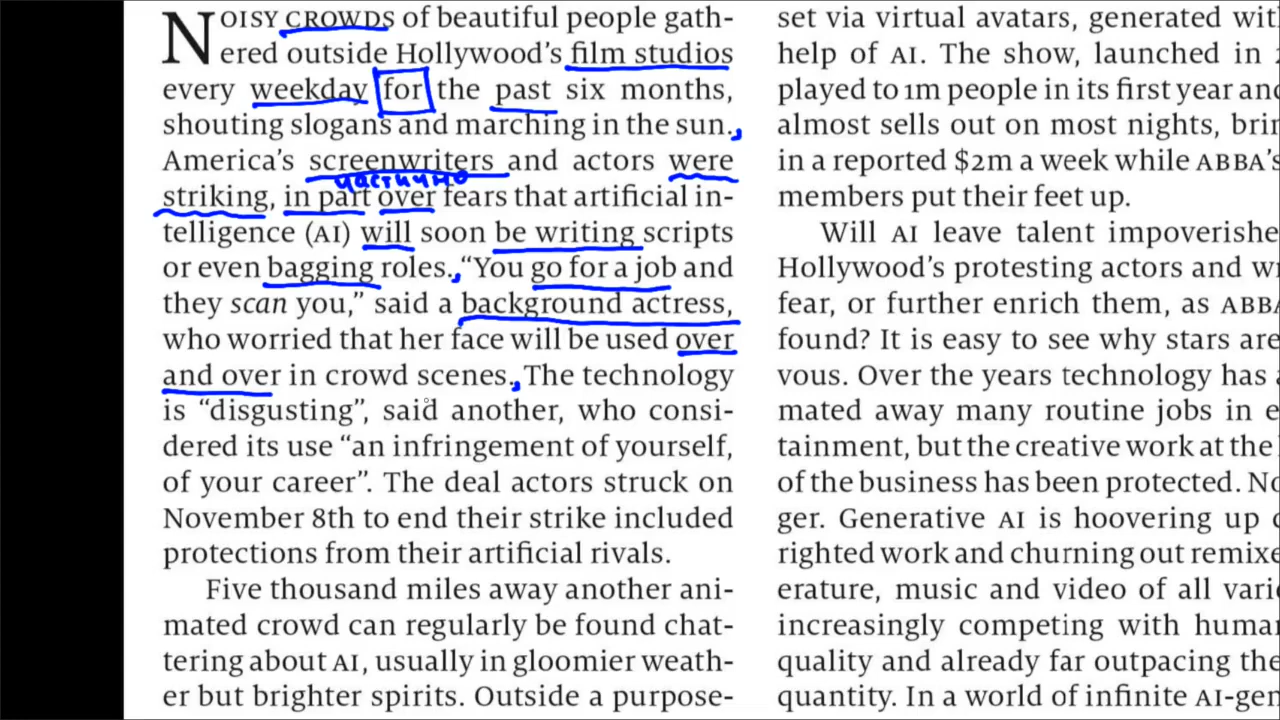 NOISY CROWDS of beautiful people gath-
ered outside Hollywood's film studios
every weekday for the past six months,
shouting slogans and marching in the sun.
America's screenwriters and actors were
частично
striking, in part over fears that artificial in-
telligence (AI) will soon be writing scripts
or even bagging roles. “You go for a job and
they scan you,” said a background actress,
who worried that her face will be used over
and over in crowd scenes. The technology
is “disgusting”, said another, who consi-
dered its use “an infringement of yourself,
of your career”. The deal actors struck on
November 8th to end their strike included
protections from their artificial rivals.
Five thousand miles away another ani-
mated crowd can regularly be found chat-
tering about AI, usually in gloomier weath-
er but brighter spirits. Outside a purpose-
set via virtual avatars, generated
help of AI. The show, launched in
played to 1m people in its first year
almost sells out on most nights,
in a reported $2m a week while ABBA's
members put their feet up.
Will AI leave talent
Hollywood's protesting actors and
fear, or further enrich them, as
found? It is easy to see why stars are
vous. Over the years technology has
mated away many routine jobs in
tainment, but the creative work at the
of the business has been protected.
ger. Generative AI is hoovering up
righted work and churning out
erature, music and video of all
increasingly competing with
quality and already far outpacing
quantity. In a world of infinite